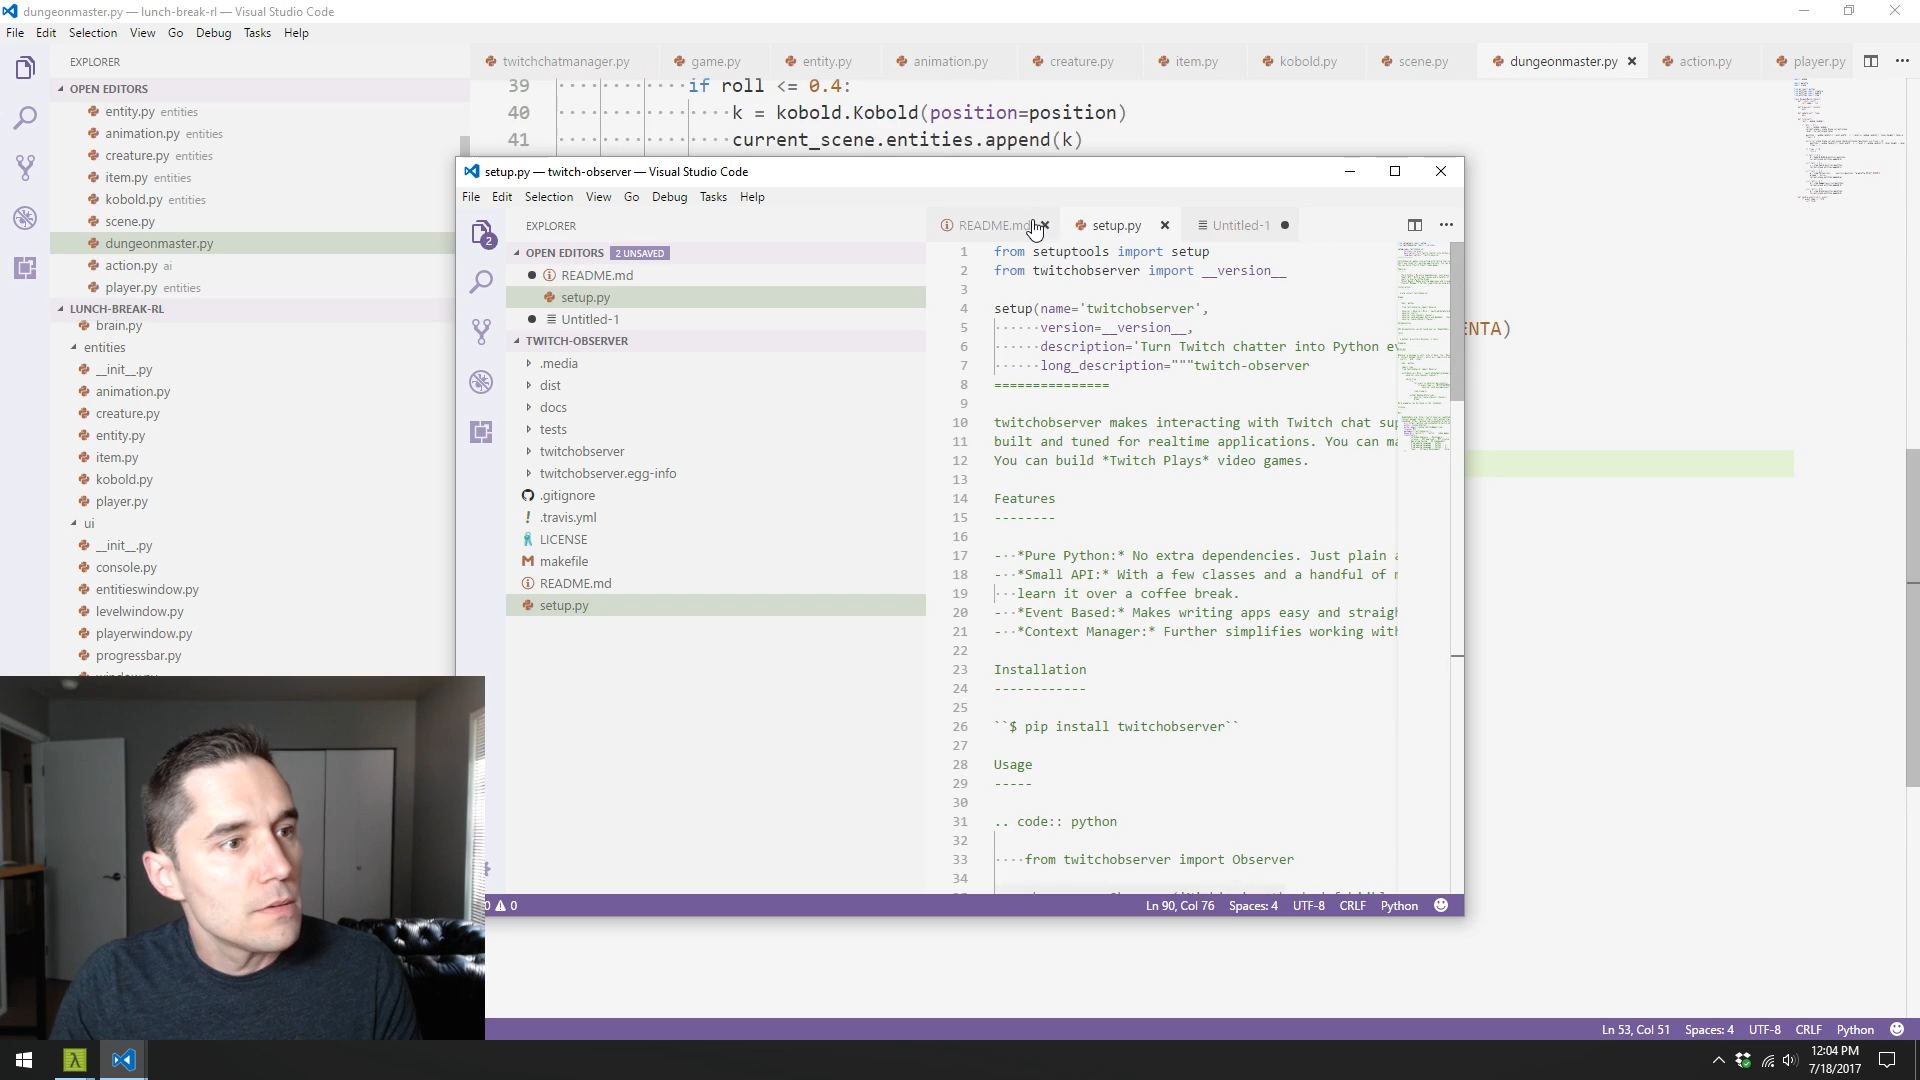 dungeonmaster.py — lunch-break-rl — Visual Studio Code
File Edit Selection View Go Debug Tasks Help
EXPLORER
OPEN EDITORS
entity.py entities
animation.py entities
creature.py entities
item.py entities
kobold.py entities
scene.py
dungeonmaster.py
action.py ai
player.py entities
LUNCH-BREAK-RL
brain.py
entities
__init__.py
animation.py
creature.py
entity.py
item.py
kobold.py
player.py
ui
__init__.py
console.py
entitieswindow.py
levelwindow.py
playerwindow.py
progressbar.py
window.py
twitchchatmanager.py game.py entity.py animation.py creature.py item.py kobold.py scene.py dungeonmaster.py action.py player.py
39 if roll <= 0.4:
40 k = kobold.Kobold(position=position)
41 current_scene.entities.append(k)
ENTA)
setup.py — twitch-observer — Visual Studio Code
File Edit Selection View Go Debug Tasks Help
2
EXPLORER
OPEN EDITORS 2 UNSAVED
README.md
setup.py
Untitled-1
TWITCH-OBSERVER
.media
dist
docs
tests
twitchobserver
twitchobserver.egg-info
.gitignore
.travis.yml
LICENSE
makefile
README.md
setup.py
README.md setup.py Untitled-1
1 from setuptools import setup
2 from twitchobserver import __version__
3
4 setup(name='twitchobserver',
5 version=__version__,
6 description='Turn Twitch chatter into Python ev
7 long_description="""twitch-observer
8 ===============
9
10 twitchobserver makes interacting with Twitch chat sup
11 built and tuned for realtime applications. You can ma
12 You can build *Twitch Plays* video games.
13
14 Features
15 --------
16
17 - *Pure Python:* No extra dependencies. Just plain a
18 - *Small API:* With a few classes and a handful of m
19 learn it over a coffee break.
20 - *Event Based:* Makes writing apps easy and straigh
21 - *Context Manager:* Further simplifies working with
22
23 Installation
24 ------------
25
26 ``$ pip install twitchobserver``
27
28 Usage
29 -----
30
31 .. code:: python
32
33 from twitchobserver import Observer
34
0 0
Ln 90, Col 76 Spaces: 4 UTF-8 CRLF Python
Ln 53, Col 51 Spaces: 4 UTF-8 CRLF Python
12:04 PM
7/18/2017